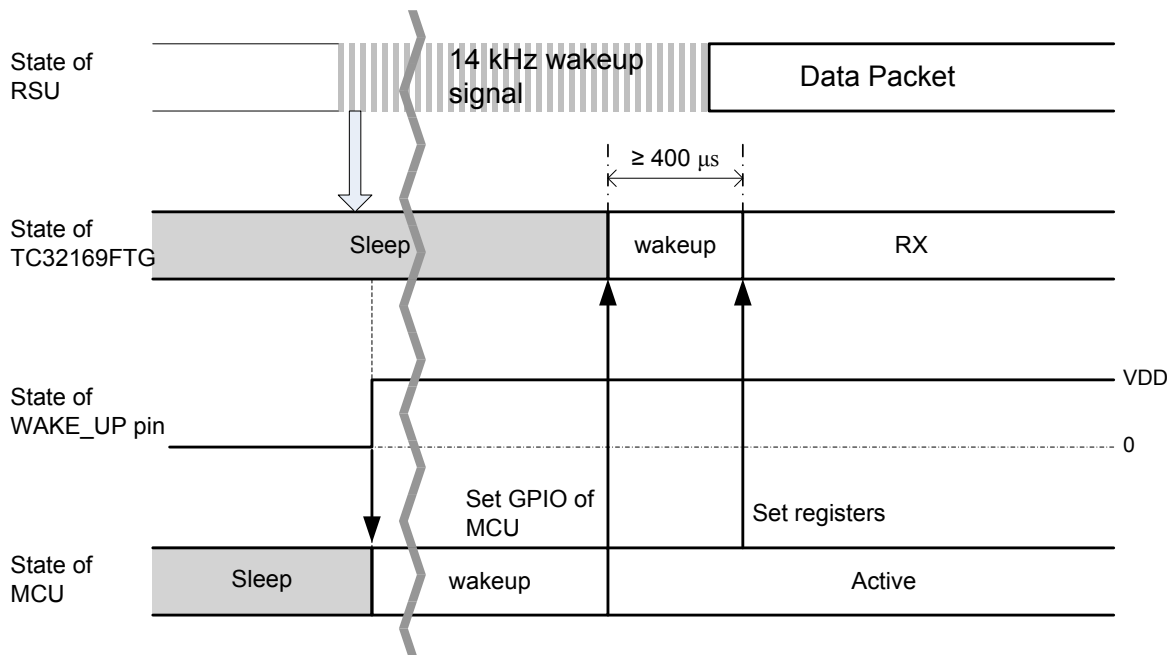 State of
RSU
14 kHz wakeup
signal
Data Packet
≥ 400 μs
State of
TC32169FTG
Sleep
wakeup
RX
State of
WAKE_UP pin
VDD
0
Set GPIO of
MCU
Set registers
State of
MCU
Sleep
wakeup
Active